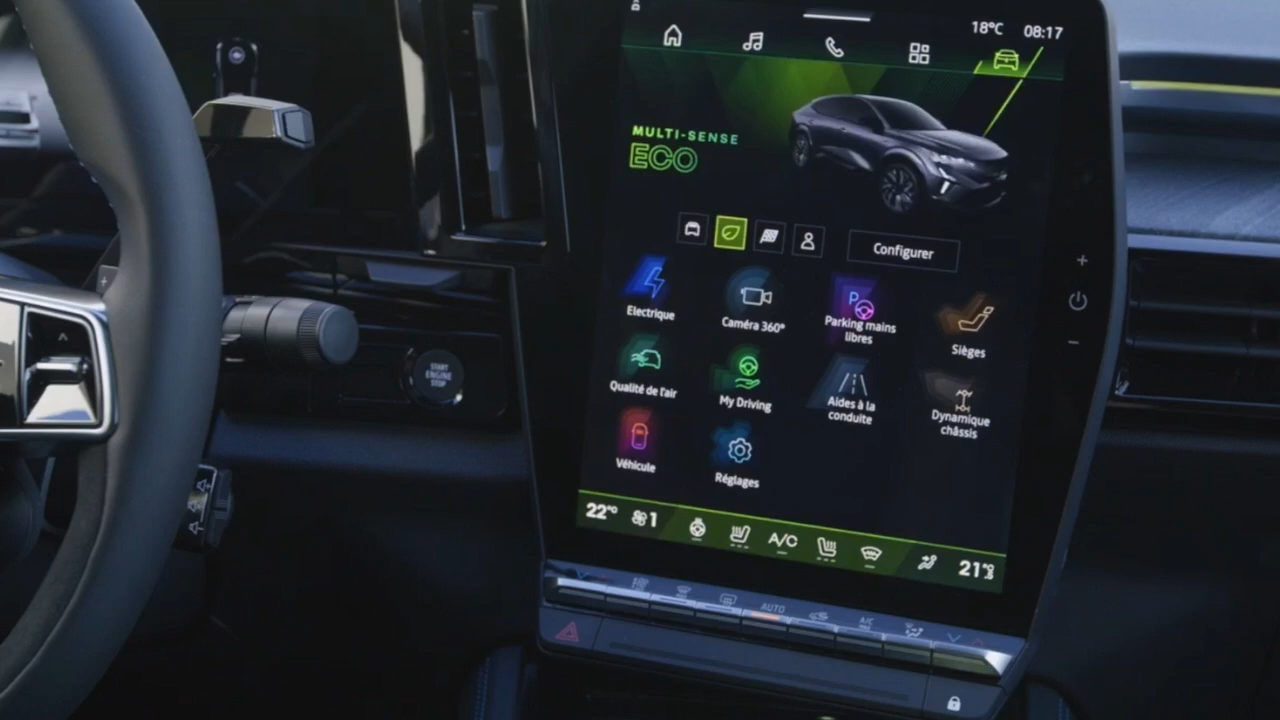 18°C 08:17
MULTI-SENSE
ECO
Configurer
Electrique
Caméra 360°
Parking mains
libres
Sièges
Qualité de l'air
My Driving
Aides à la
conduite
Dynamique
châssis
Véhicule
Réglages
22°
1
A/C
21°
START
ENGINE
STOP
AUTO
A/C
MAX